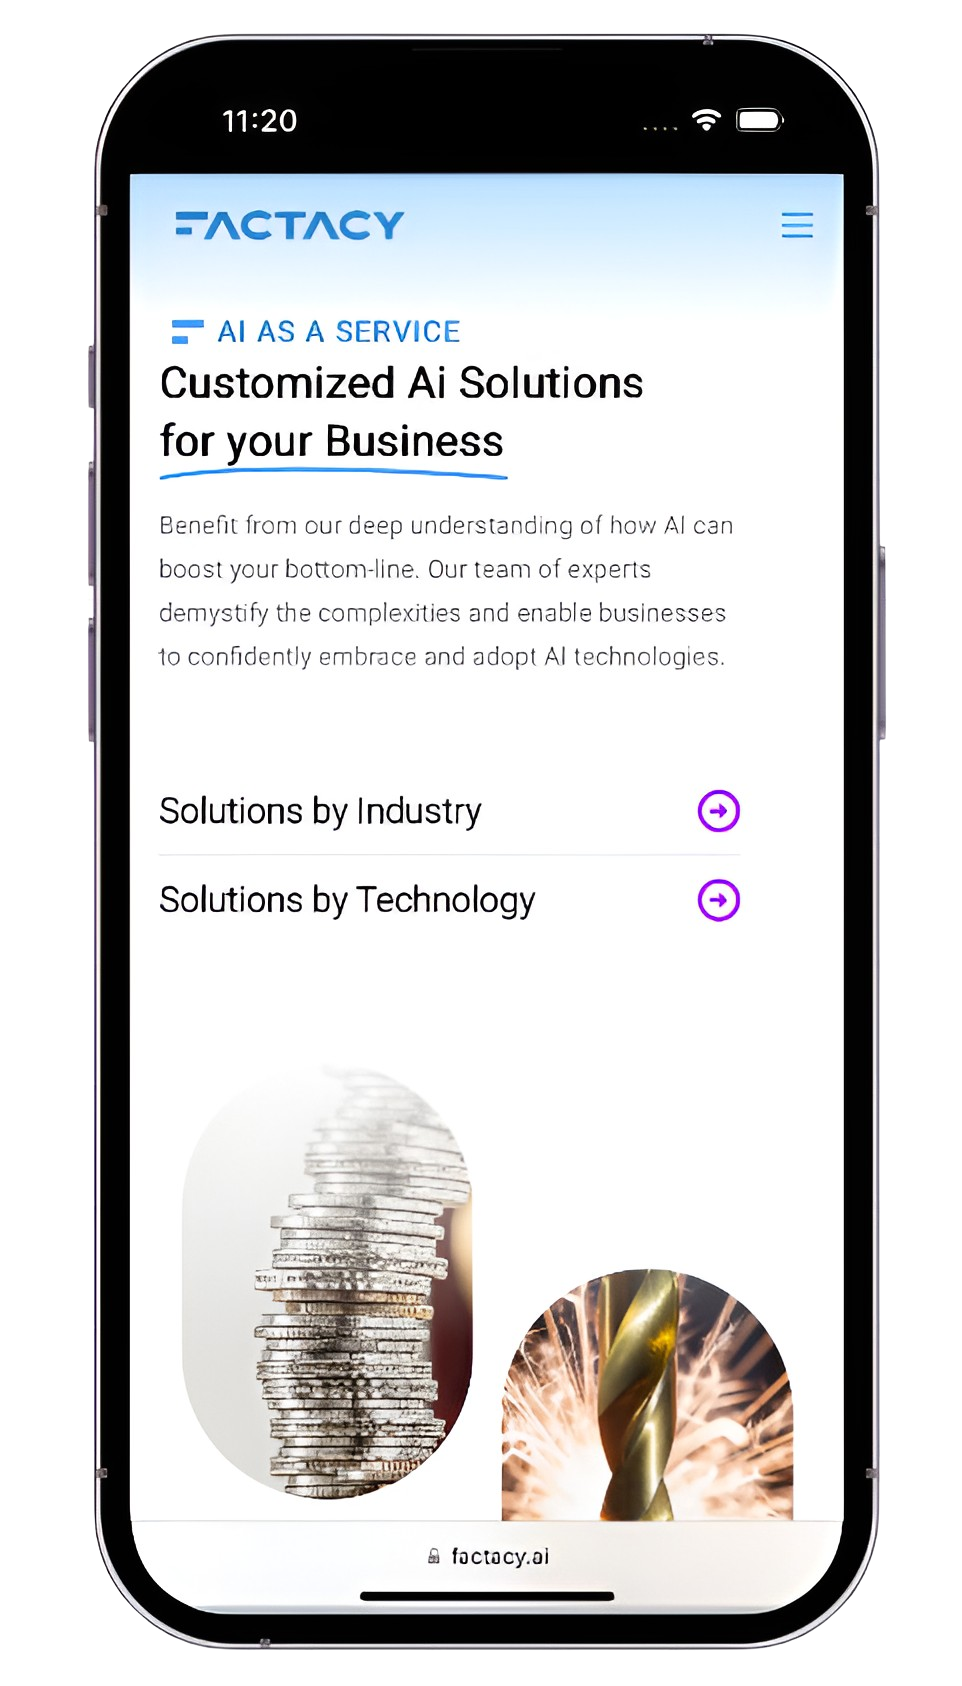 11:20
FACTACY
AI AS A SERVICE
Customized Ai Solutions
for your Business
Benefit from our deep understanding of how AI can
boost your bottom-line. Our team of experts
demystify the complexities and enable businesses
to confidently embrace and adopt AI technologies.
Solutions by Industry
Solutions by Technology
factacy.ai